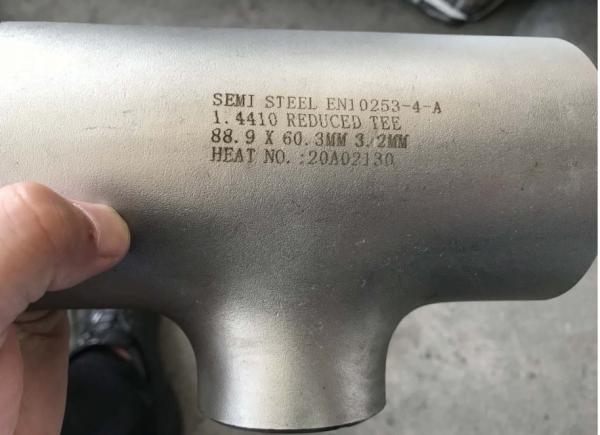 SEMI STEEL EN10253-4-A
1.4410 REDUCED TEE
88.9 X 60.3MM 3.2MM
HEAT NO.:20A02130